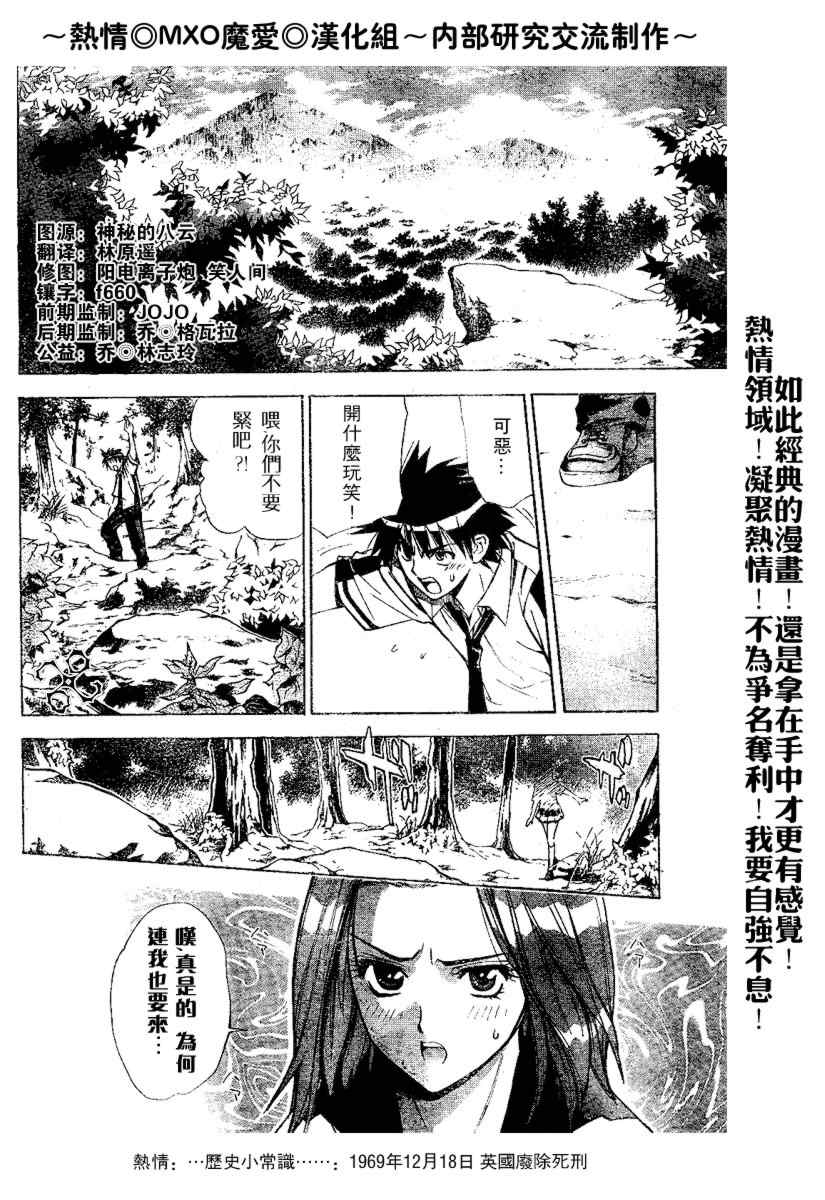 ～熱情◎MXO魔愛◎漢化組～内部研究交流制作～
图源：神秘的八云
翻译：林原遥
修图：阳电离子炮、笑人间
镶字：f660
前期监制：JOJO
后期监制：乔◎格瓦拉
公益：乔◎林志玲
如此經典的漫畫！還是拿在手中才更有感覺！
熱情領域！凝聚熱情！不為爭名奪利！我要自強不息！
可惡…
開什麼玩笑！
喂 你們不要
緊吧?!
嘆 真是的 為何
連我也要來…
熱情：…歷史小常識……：1969年12月18日 英國廢除死刑